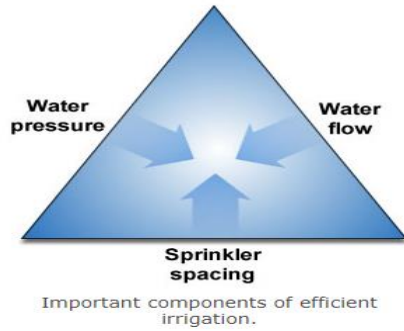 Water
pressure
Water
flow
Sprinkler
spacing
Important components of efficient
irrigation.